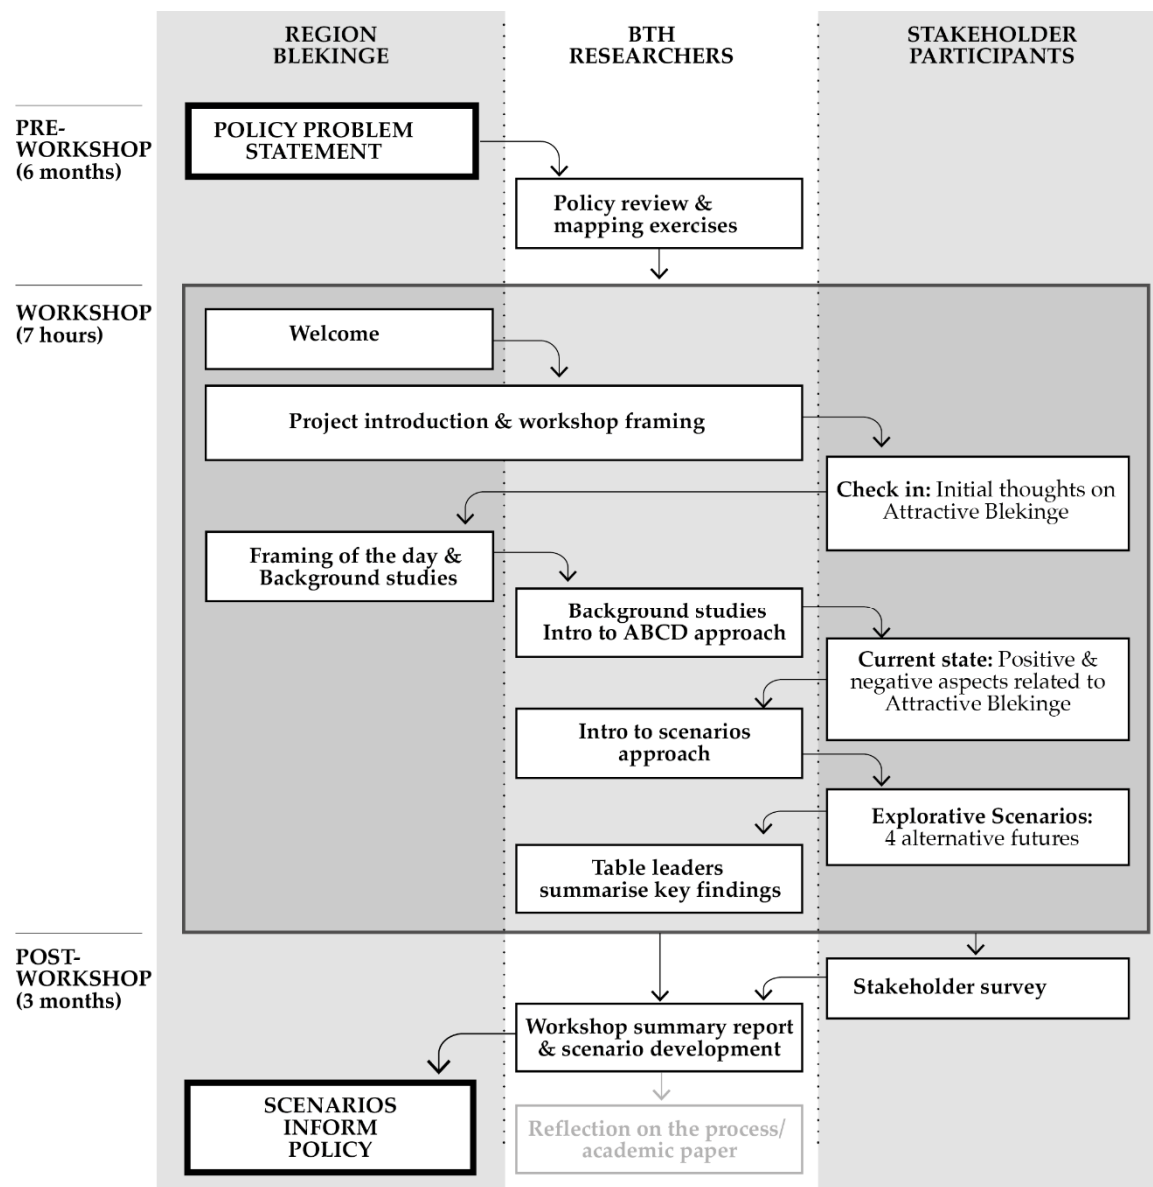 REGION
BLEKINGE
BTH
RESEARCHERS
STAKEHOLDER
PARTICIPANTS
PRE-
WORKSHOP
(6 months)
POLICY PROBLEM
STATEMENT
Policy review &
mapping exercises
WORKSHOP
(7 hours)
Welcome
Project introduction & workshop framing
Check in: Initial thoughts on
Attractive Blekinge
Framing of the day &
Background studies
Background studies
Intro to ABCD approach
Current state: Positive &
negative aspects related to
Attractive Blekinge
Intro to scenarios
approach
Explorative Scenarios:
4 alternative futures
Table leaders
summarise key findings
POST-
WORKSHOP
(3 months)
Stakeholder survey
Workshop summary report
& scenario development
SCENARIOS
INFORM
POLICY
Reflection on the process/
academic paper